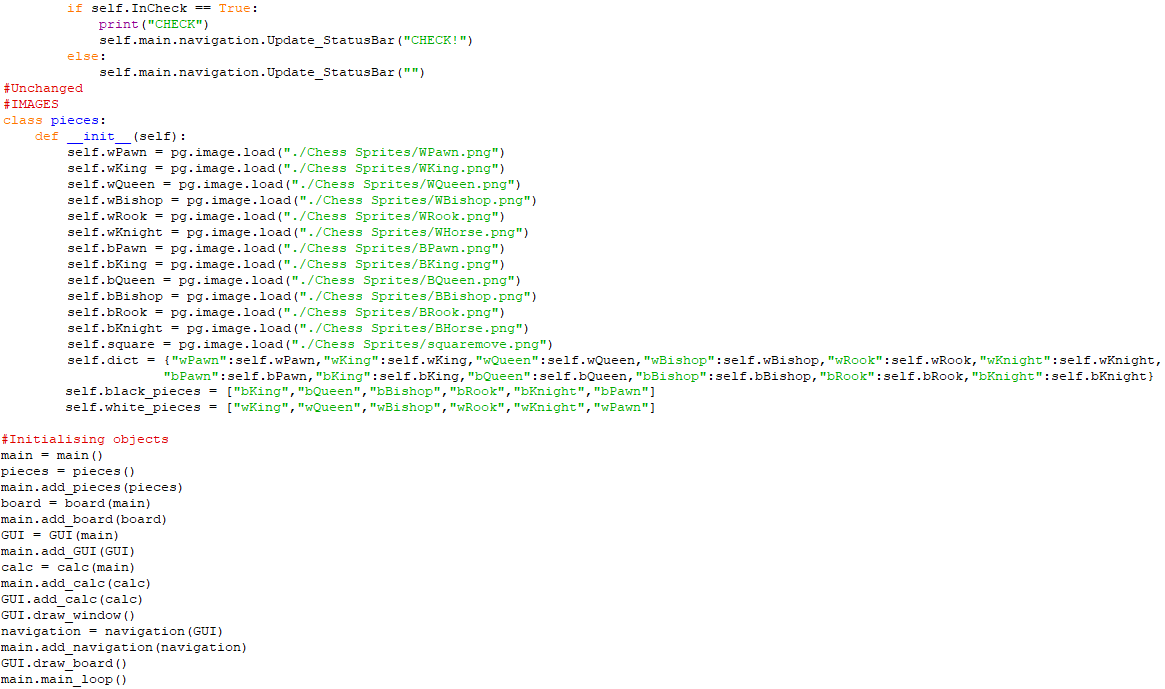 if self.InCheck == True:
print("CHECK")
self.main.navigation.Update_StatusBar("CHECK!")
else:
self.main.navigation.Update_StatusBar("")
#Unchanged
#IMAGES
class pieces:
def __init__(self):
self.wPawn = pg.image.load("./Chess Sprites/WPawn.png")
self.wKing = pg.image.load("./Chess Sprites/WKing.png")
self.wQueen = pg.image.load("./Chess Sprites/WQueen.png")
self.wBishop = pg.image.load("./Chess Sprites/WBishop.png")
self.wRook = pg.image.load("./Chess Sprites/WRook.png")
self.wKnight = pg.image.load("./Chess Sprites/WHorse.png")
self.bPawn = pg.image.load("./Chess Sprites/BPawn.png")
self.bKing = pg.image.load("./Chess Sprites/BKing.png")
self.bQueen = pg.image.load("./Chess Sprites/BQueen.png")
self.bBishop = pg.image.load("./Chess Sprites/BBishop.png")
self.bRook = pg.image.load("./Chess Sprites/BRook.png")
self.bKnight = pg.image.load("./Chess Sprites/BHorse.png")
self.square = pg.image.load("./Chess Sprites/squaremove.png")
self.dict = {"wPawn":self.wPawn,"wKing":self.wKing,"wQueen":self.wQueen,"wBishop":self.wBishop,"wRook":self.wRook,"wKnight":self.wKnight,
"bPawn":self.bPawn,"bKing":self.bKing,"bQueen":self.bQueen,"bBishop":self.bBishop,"bRook":self.bRook,"bKnight":self.bKnight}
self.black_pieces = ["bKing","bQueen","bBishop","bRook","bKnight","bPawn"]
self.white_pieces = ["wKing","wQueen","wBishop","wRook","wKnight","wPawn"]
#Initialising objects
main = main()
pieces = pieces()
main.add_pieces(pieces)
board = board(main)
main.add_board(board)
GUI = GUI(main)
main.add_GUI(GUI)
calc = calc(main)
main.add_calc(calc)
GUI.add_calc(calc)
GUI.draw_window()
navigation = navigation(GUI)
main.add_navigation(navigation)
GUI.draw_board()
main.main_loop()